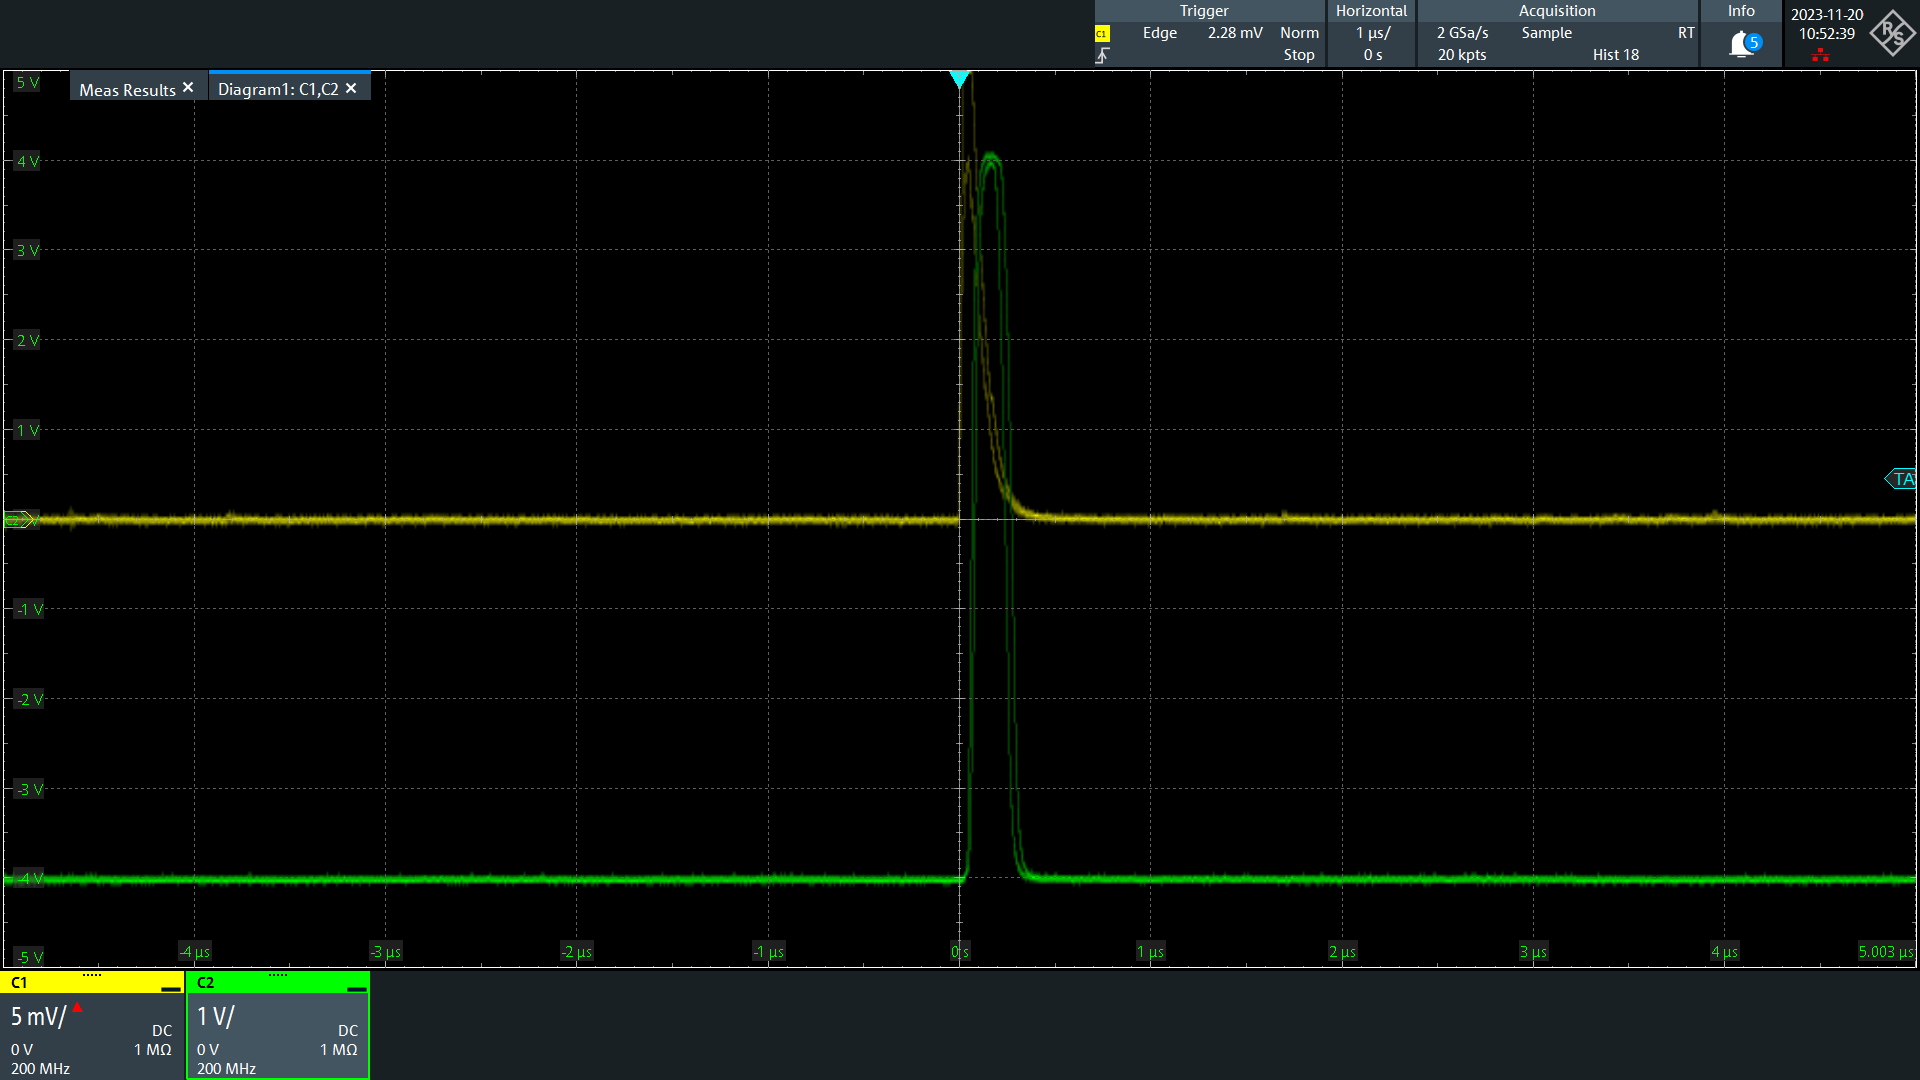 Trigger
Horizontal
Acquisition
Info
2023-11-20
10:52:39
R S
C1 Edge 2.28 mV Norm
Stop
1 µs/
0 s
2 GSa/s Sample RT
20 kpts Hist 18
5
Meas Results ✕
Diagram1: C1,C2 ✕
5 V
4 V
3 V
2 V
1 V
TA
C2
-1 V
-2 V
-3 V
-4 V
-5 V
-4 µs
-3 µs
-2 µs
-1 µs
0 s
1 µs
2 µs
3 µs
4 µs
5.003 µs
C1
5 mV/
DC
0 V 1 MΩ
200 MHz
C2
1 V/
DC
0 V 1 MΩ
200 MHz